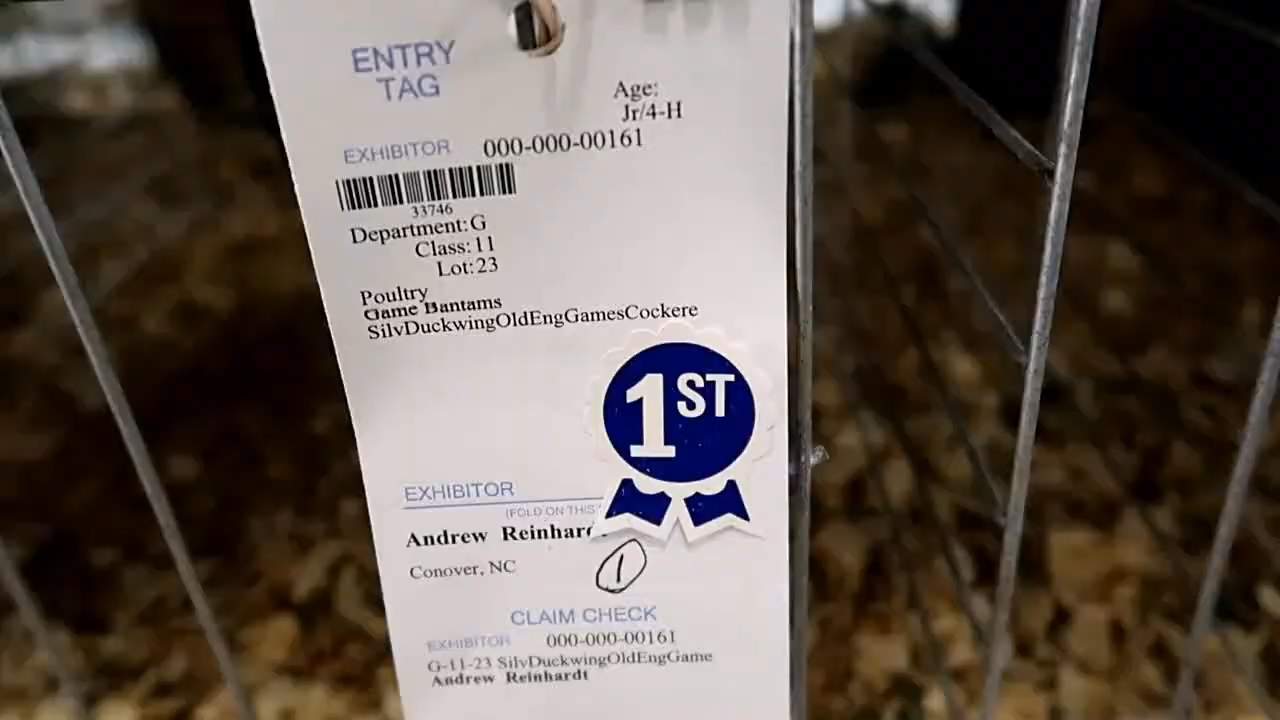 ENTRY
TAG
Age:
Jr/4-H
EXHIBITOR 000-000-00161
33746
Department:G
Class:11
Lot:23
Poultry
Game Bantams
SilvDuckwingOldEngGamesCockere
1ST
EXHIBITOR
(FOLD ON THIS
Andrew Reinhar
Conover, NC
1
CLAIM CHECK
EXHIBITOR 000-000-00161
G-11-23 SilvDuckwingOldEngGame
Andrew Reinhardt